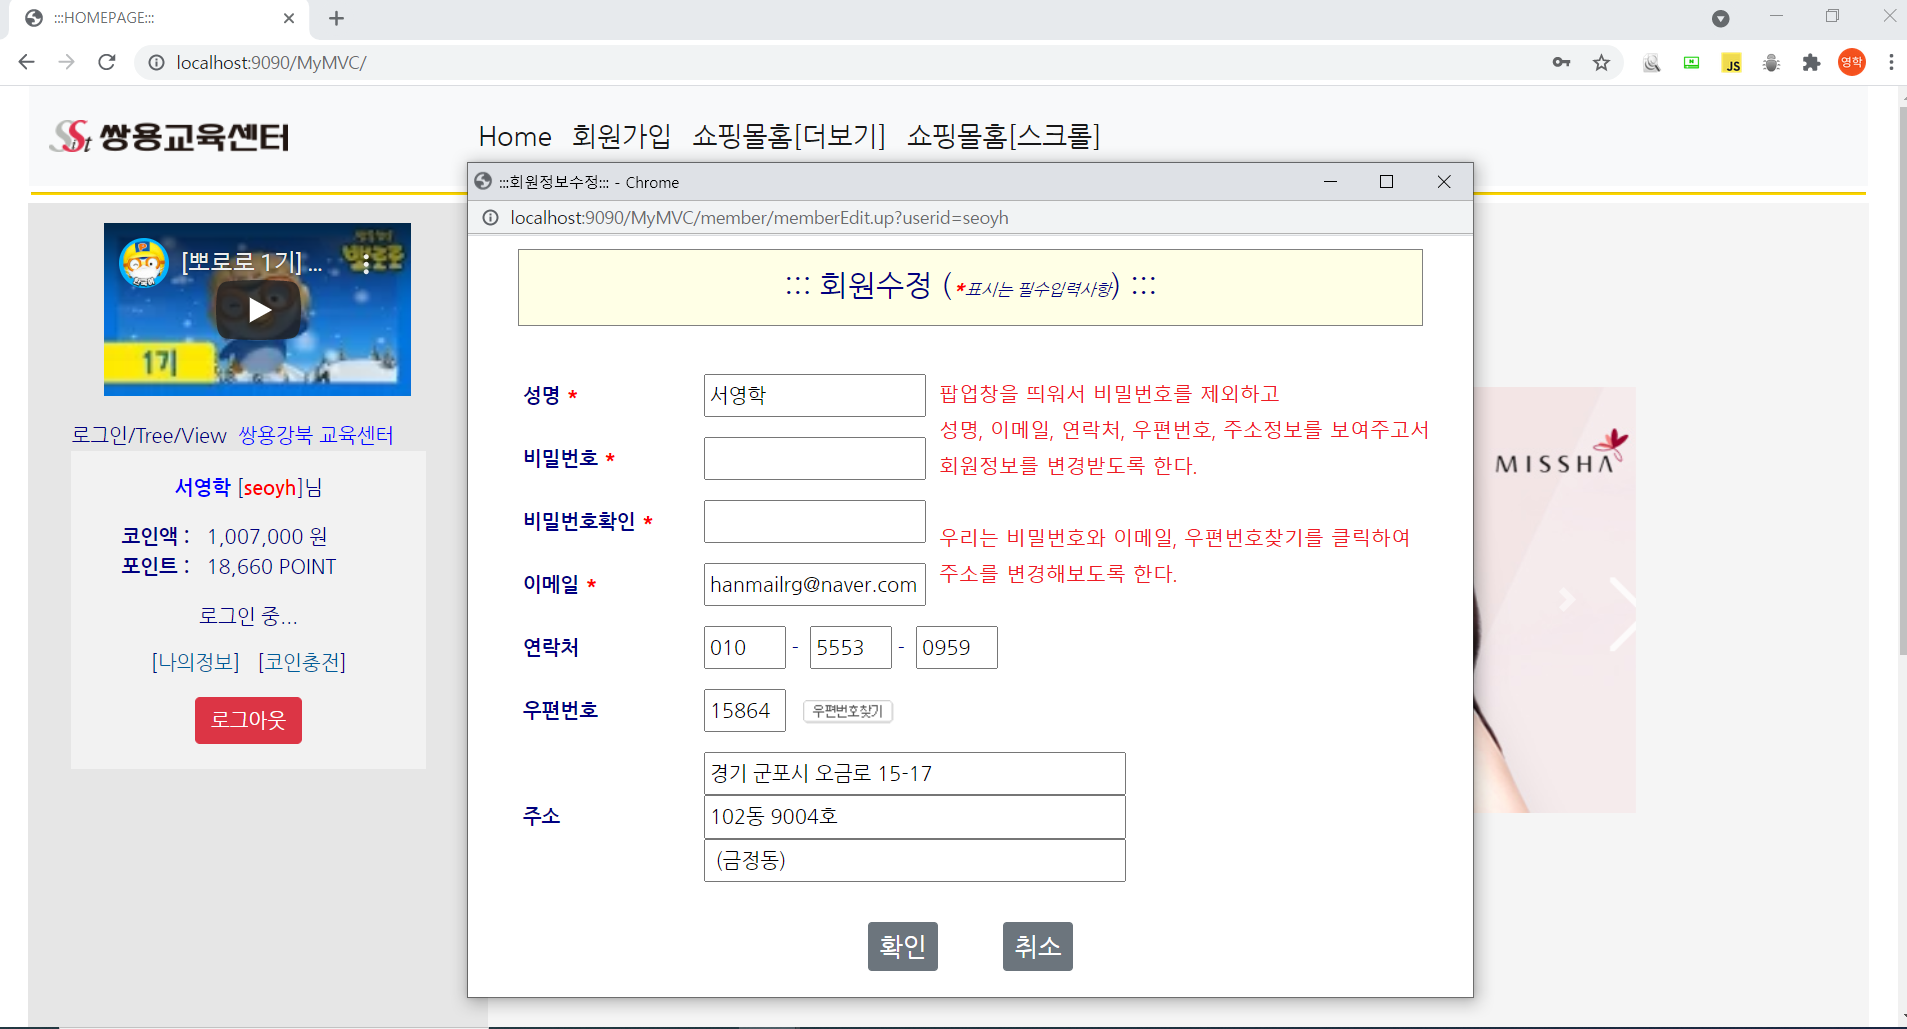 :::HOMEPAGE:::
localhost:9090/MyMVC/
JS
영학
SSist 쌍용교육센터
Home 회원가입 쇼핑몰홈[더보기] 쇼핑몰홈[스크롤]
[뽀로로 1기] ...
뽀로로
1기
로그인/Tree/View 쌍용강북 교육센터
서영학 [seoyh]님
코인액 : 1,007,000 원
포인트 : 18,660 POINT
로그인 중...
[나의정보] [코인충전]
로그아웃
:::회원정보수정::: - Chrome
localhost:9090/MyMVC/member/memberEdit.up?userid=seoyh
::: 회원수정 (*표시는 필수입력사항) :::
성명 * 서영학
팝업창을 띄워서 비밀번호를 제외하고
성명, 이메일, 연락처, 우편번호, 주소정보를 보여주고서
회원정보를 변경받도록 한다.
비밀번호 *
비밀번호확인 *
우리는 비밀번호와 이메일, 우편번호찾기를 클릭하여
주소를 변경해보도록 한다.
이메일 * hanmailrg@naver.com
연락처 010 - 5553 - 0959
우편번호 15864 우편번호찾기
주소
경기 군포시 오금로 15-17
102동 9004호
(금정동)
확인 취소
MISSHA